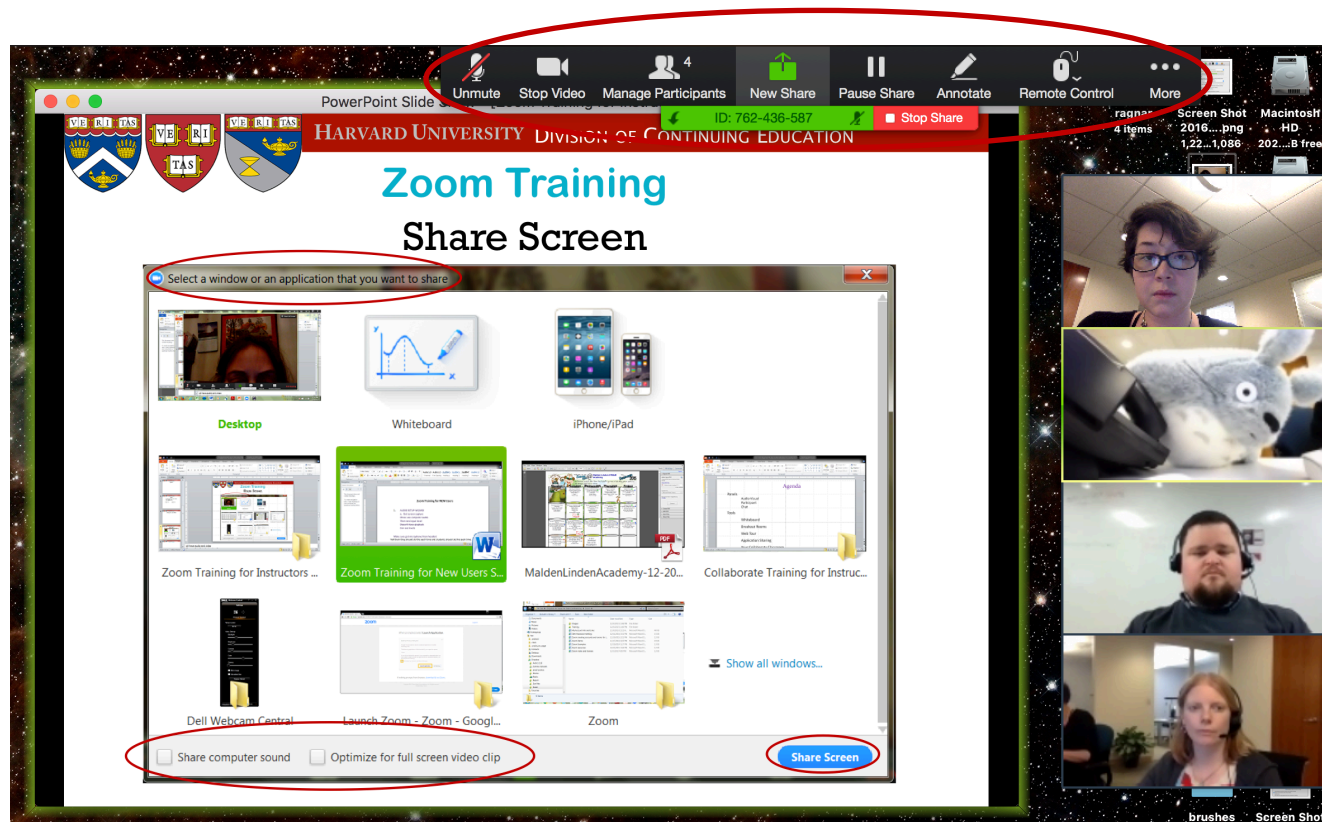 4
Unmute Stop Video Manage Participants New Share Pause Share Annotate Remote Control More
PowerPoint Slide
ID: 762-436-587 Stop Share
VE RI TAS VE RI TAS VE RI TAS
HARVARD UNIVERSITY DIVISION OF CONTINUING EDUCATION
Zoom Training
Share Screen
Select a window or an application that you want to share
Desktop Whiteboard iPhone/iPad
Zoom Training for Instructors ... Zoom Training for New Users S... MaldenLindenAcademy-12-20... Collaborate Training for Instruc...
Agenda
W
PDF
Show all windows...
Dell Webcam Central Launch Zoom - Zoom - Googl... Zoom
Share computer sound Optimize for full screen video clip Share Screen
ragnar Screen Shot Macintosh
4 items 2016....png HD
1,22...1,086 202....B free
brushes Screen Shot